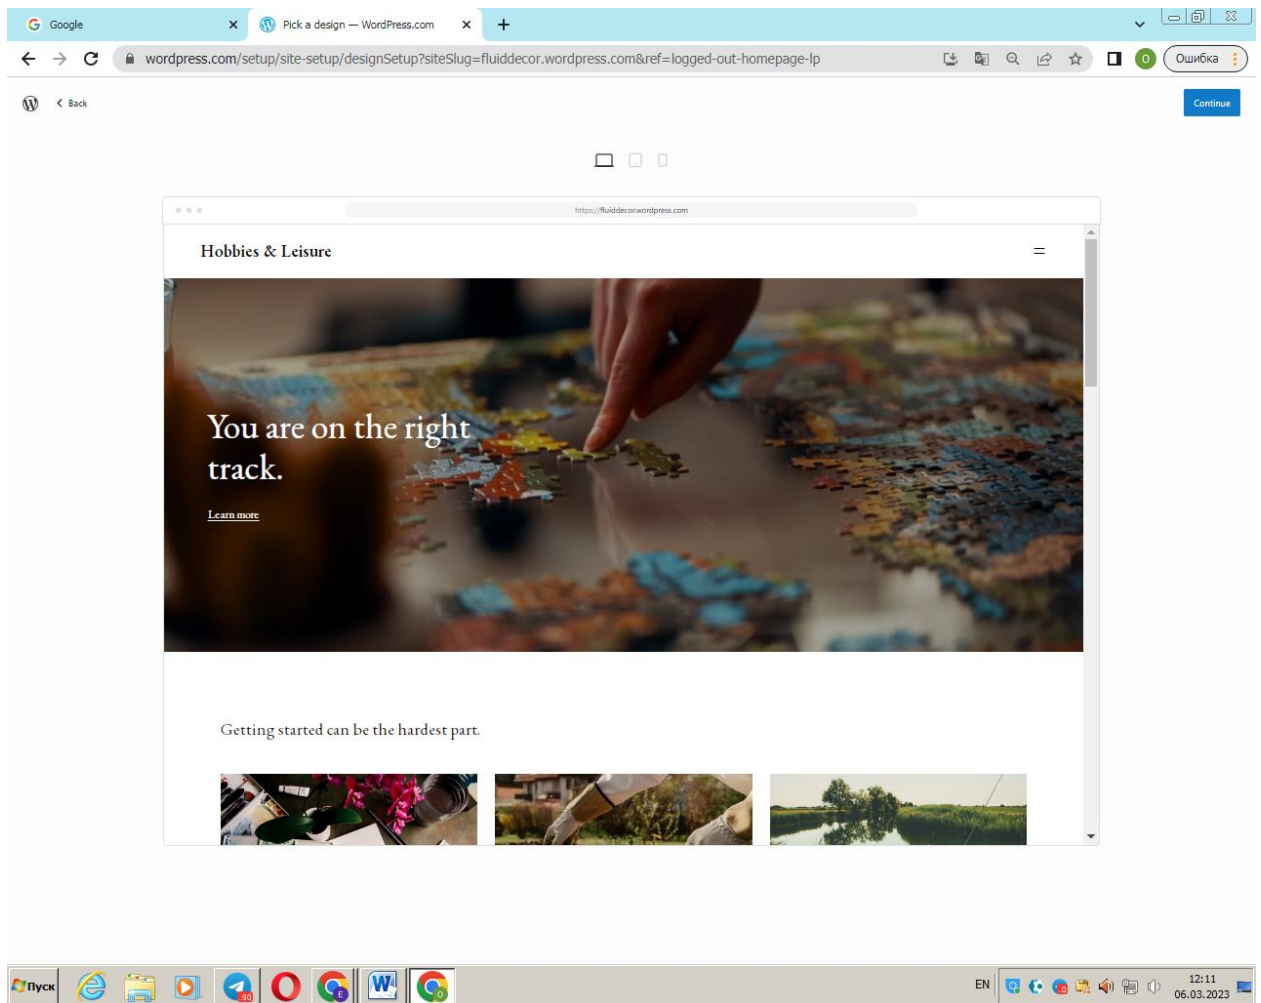 Google
Pick a design — WordPress.com
wordpress.com/setup/site-setup/designSetup?siteSlug=fluiddecor.wordpress.com&ref=logged-out-homepage-lp
O
Ошибка
Back
Continue
https://fluiddecor.wordpress.com
Hobbies & Leisure
You are on the right
track.
Learn more
Getting started can be the hardest part.
Пуск
90
E
W
O
EN
12:11
06.03.2023